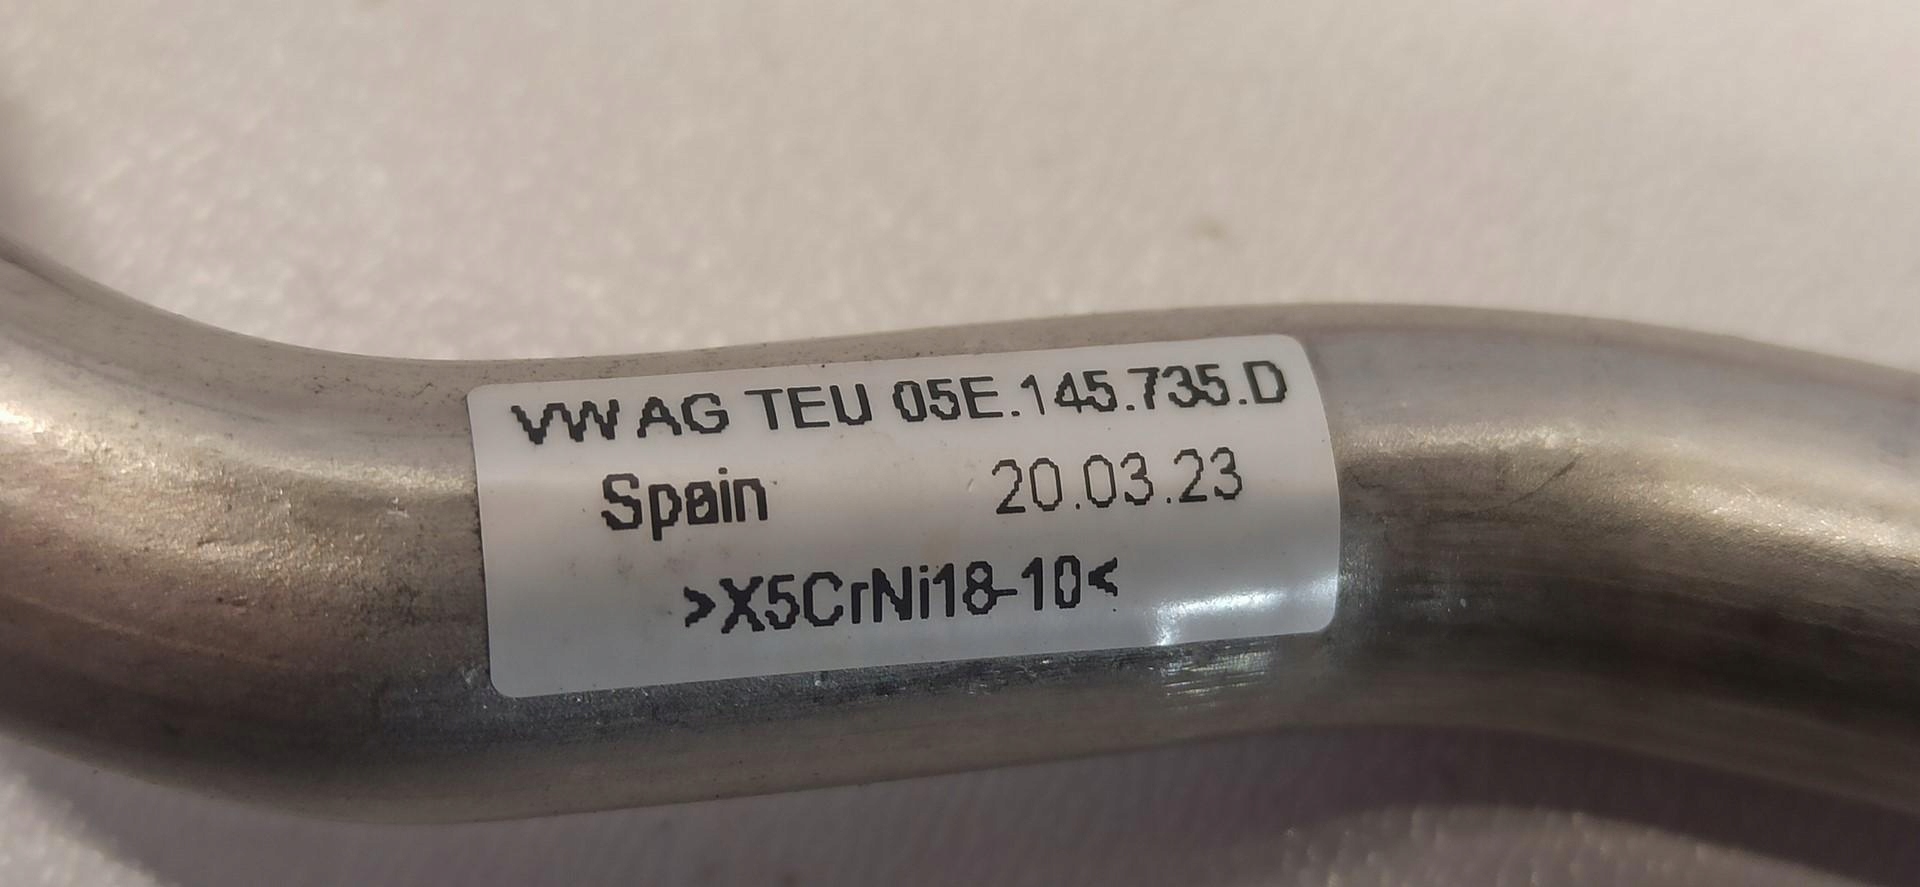 VW AG TEU 05E.145.735.D
Spain 20.03.23
>X5CrNi18-10<